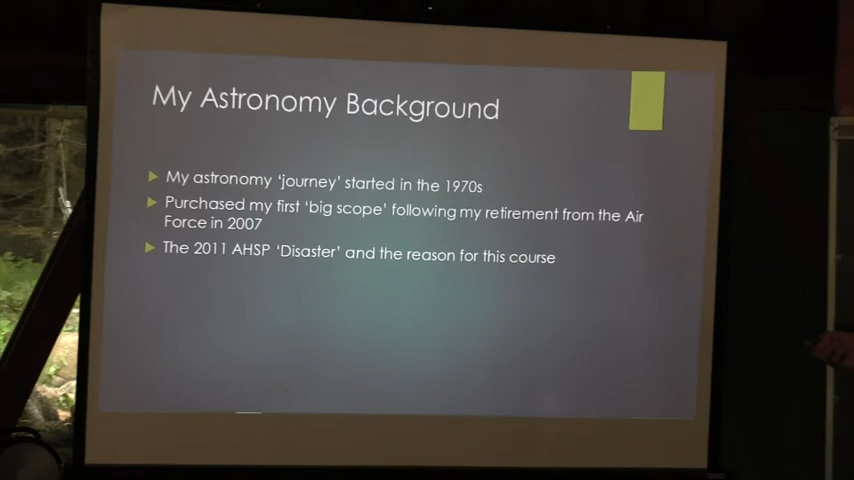 My Astronomy Background
My astronomy ‘journey’ started in the 1970s
Purchased my first ‘big scope’ following my retirement from the Air
Force in 2007
The 2011 AHSP ‘Disaster’ and the reason for this course